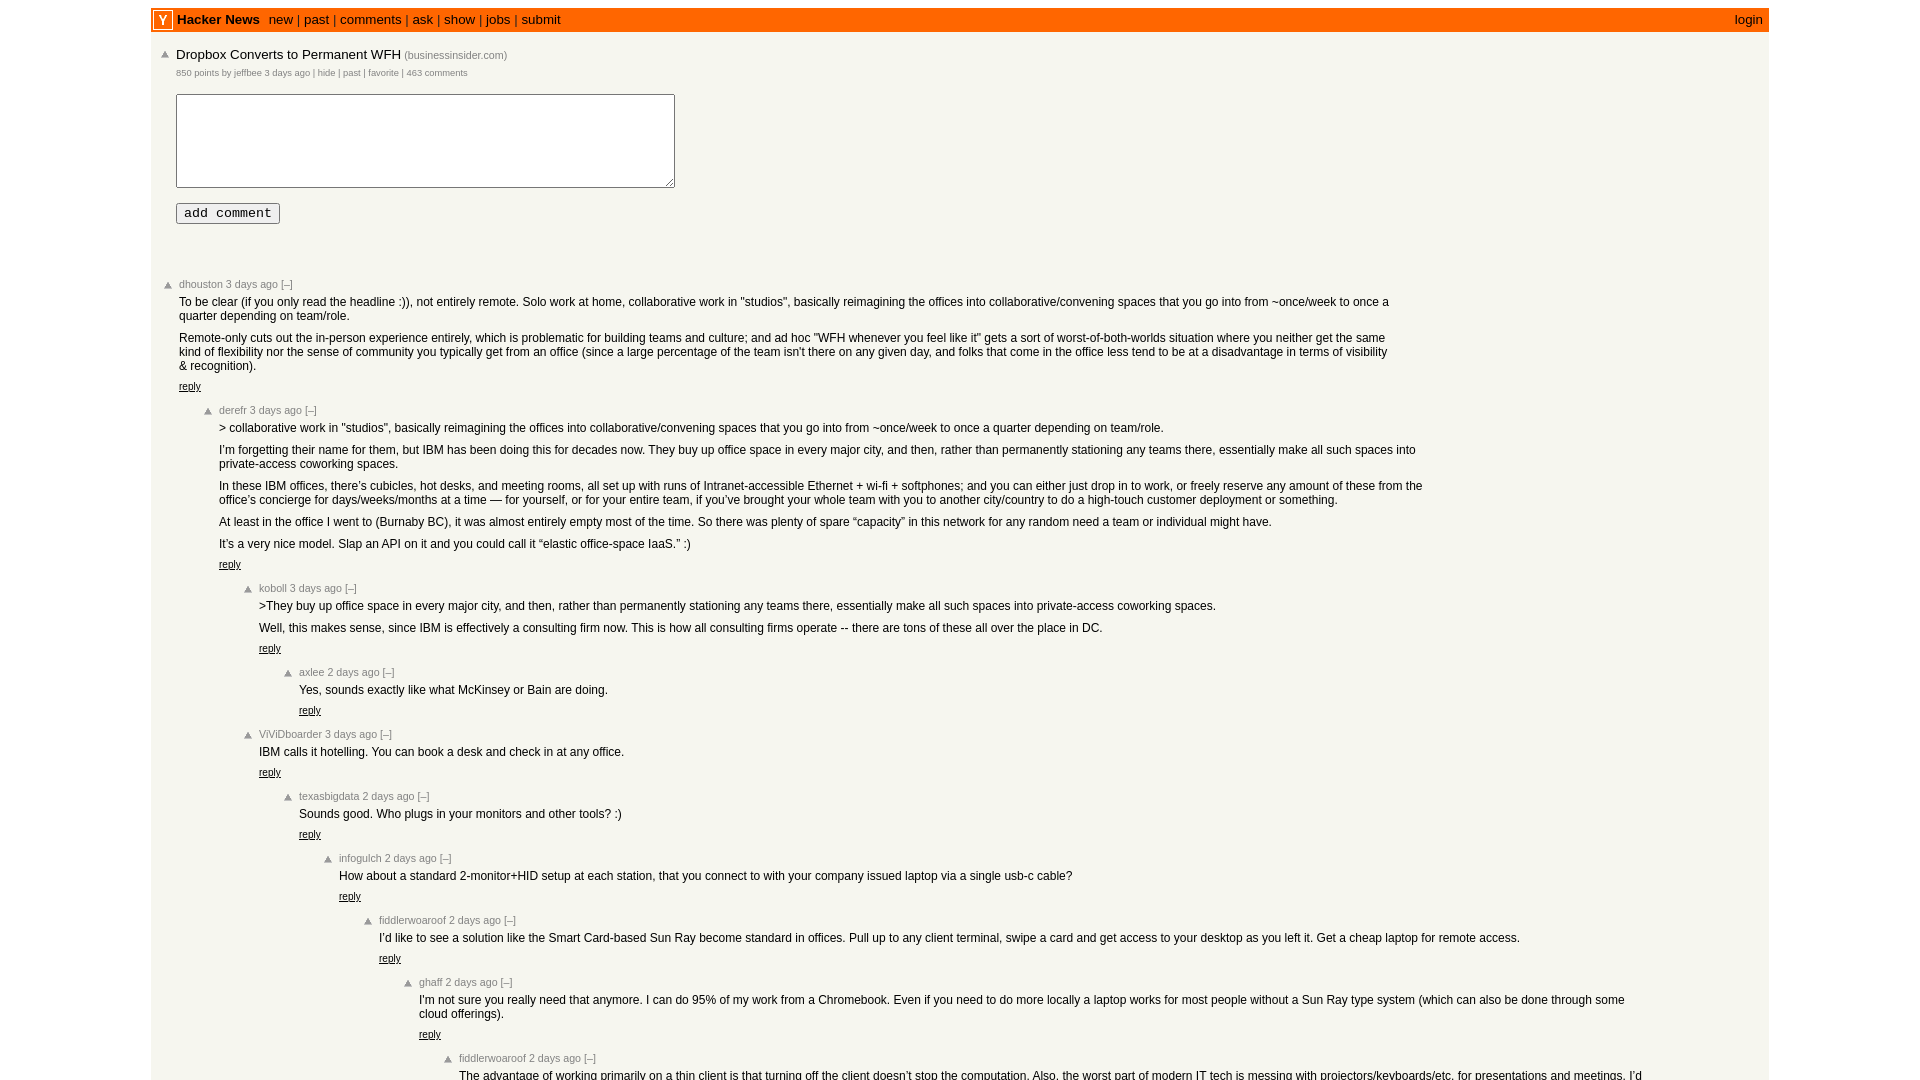 Y Hacker News new | past | comments | ask | show | jobs | submit login
Dropbox Converts to Permanent WFH (businessinsider.com)
850 points by jeffbee 3 days ago | hide | past | favorite | 463 comments
add comment
dhouston 3 days ago [–]
To be clear (if you only read the headline :)), not entirely remote. Solo work at home, collaborative work in "studios", basically reimagining the offices into collaborative/convening spaces that you go into from ~once/week to once a
quarter depending on team/role.
Remote-only cuts out the in-person experience entirely, which is problematic for building teams and culture; and ad hoc "WFH whenever you feel like it" gets a sort of worst-of-both-worlds situation where you neither get the same
kind of flexibility nor the sense of community you typically get from an office (since a large percentage of the team isn't there on any given day, and folks that come in the office less tend to be at a disadvantage in terms of visibility
& recognition).
reply
derefr 3 days ago [–]
> collaborative work in "studios", basically reimagining the offices into collaborative/convening spaces that you go into from ~once/week to once a quarter depending on team/role.
I’m forgetting their name for them, but IBM has been doing this for decades now. They buy up office space in every major city, and then, rather than permanently stationing any teams there, essentially make all such spaces into
private-access coworking spaces.
In these IBM offices, there’s cubicles, hot desks, and meeting rooms, all set up with runs of Intranet-accessible Ethernet + wi-fi + softphones; and you can either just drop in to work, or freely reserve any amount of these from the
office’s concierge for days/weeks/months at a time — for yourself, or for your entire team, if you’ve brought your whole team with you to another city/country to do a high-touch customer deployment or something.
At least in the office I went to (Burnaby BC), it was almost entirely empty most of the time. So there was plenty of spare “capacity” in this network for any random need a team or individual might have.
It’s a very nice model. Slap an API on it and you could call it “elastic office-space IaaS.” :)
reply
koboll 3 days ago [–]
>They buy up office space in every major city, and then, rather than permanently stationing any teams there, essentially make all such spaces into private-access coworking spaces.
Well, this makes sense, since IBM is effectively a consulting firm now. This is how all consulting firms operate -- there are tons of these all over the place in DC.
reply
axlee 2 days ago [–]
Yes, sounds exactly like what McKinsey or Bain are doing.
reply
ViViDboarder 3 days ago [–]
IBM calls it hotelling. You can book a desk and check in at any office.
reply
texasbigdata 2 days ago [–]
Sounds good. Who plugs in your monitors and other tools? :)
reply
infogulch 2 days ago [–]
How about a standard 2-monitor+HID setup at each station, that you connect to with your company issued laptop via a single usb-c cable?
reply
fiddlerwoaroof 2 days ago [–]
I’d like to see a solution like the Smart Card-based Sun Ray become standard in offices. Pull up to any client terminal, swipe a card and get access to your desktop as you left it. Get a cheap laptop for remote access.
reply
ghaff 2 days ago [–]
I'm not sure you really need that anymore. I can do 95% of my work from a Chromebook. Even if you need to do more locally a laptop works for most people without a Sun Ray type system (which can also be done through some
cloud offerings).
reply
fiddlerwoaroof 2 days ago [–]
The advantage of working primarily on a thin client is that turning off the client doesn’t stop the computation. Also, the worst part of modern IT tech is messing with projectors/keyboards/etc. for presentations and meetings. I’d